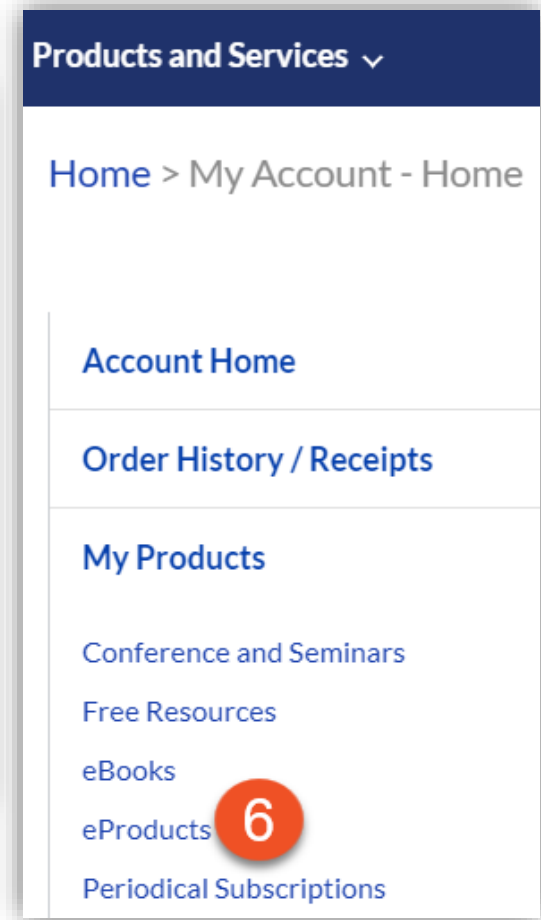 Products and Services
Home > My Account - Home
Account Home
Order History / Receipts
My Products
Conference and Seminars
Free Resources
eBooks
eProducts 6
Periodical Subscriptions